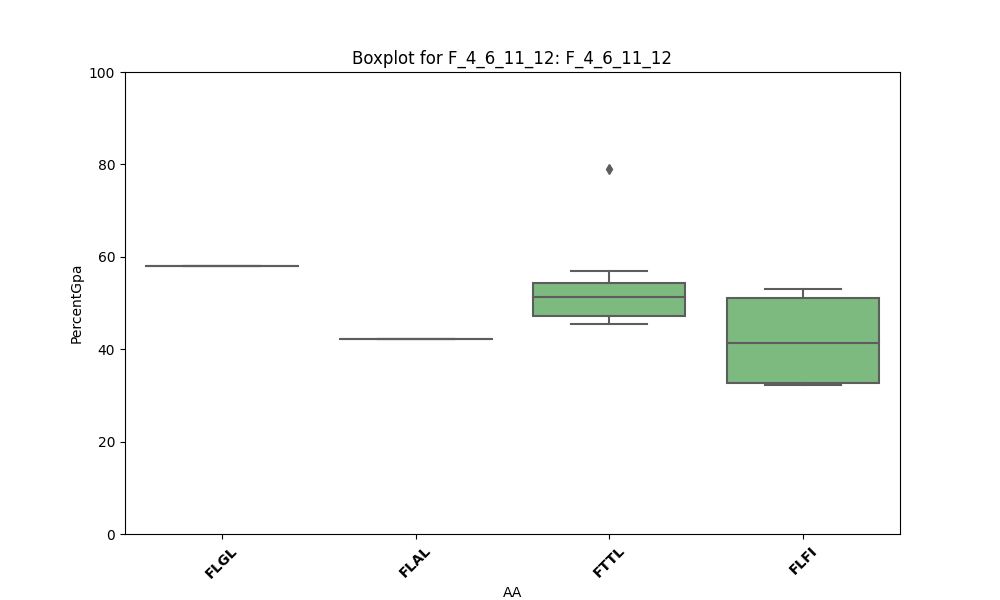 Boxplot for F_4_6_11_12: F_4_6_11_12
100
80
60
40
20
0
PercentGpa
FLGL
FLAL
FTTL
FLFI
AA